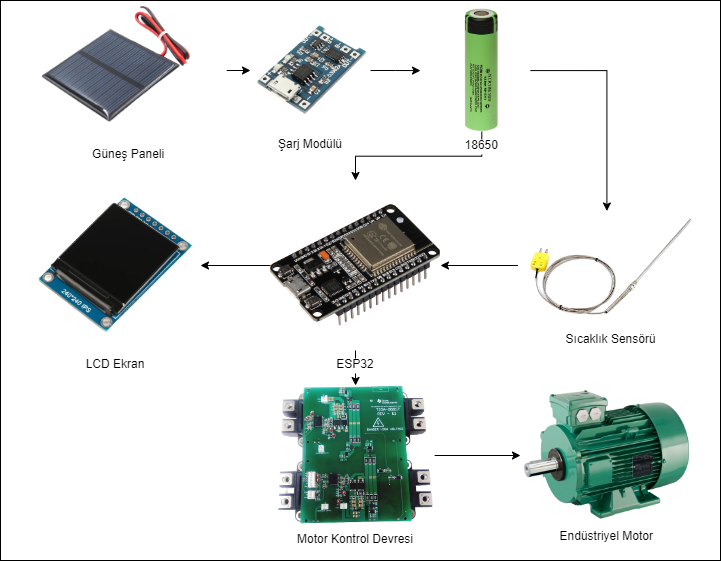 Güneş Paneli
Şarj Modülü
18650
240*240 IPS
LCD Ekran
ESP32
Sıcaklık Sensörü
Motor Kontrol Devresi
Endüstriyel Motor